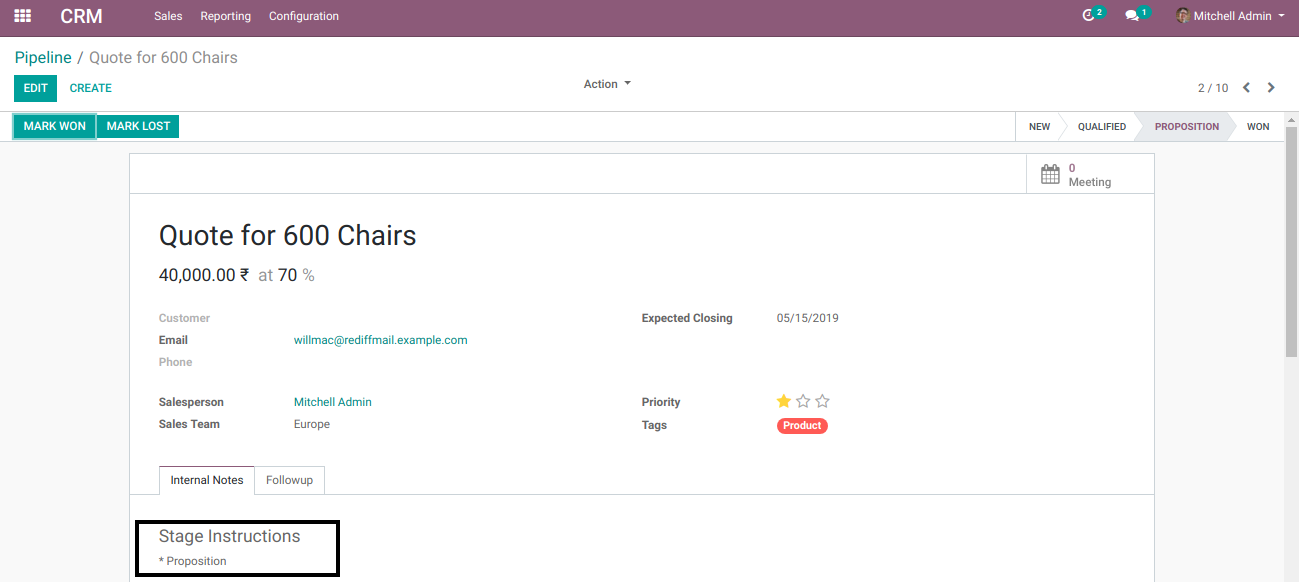 CRM Sales Reporting Configuration 2 1 Mitchell Admin
Pipeline / Quote for 600 Chairs
EDIT CREATE Action 2 / 10
MARK WON MARK LOST NEW QUALIFIED PROPOSITION WON
0
Meeting
Quote for 600 Chairs
40,000.00 ₹ at 70 %
Customer Expected Closing 05/15/2019
Email willmac@rediffmail.example.com
Phone
Salesperson Mitchell Admin Priority
Sales Team Europe Tags Product
Internal Notes Followup
Stage Instructions
* Proposition